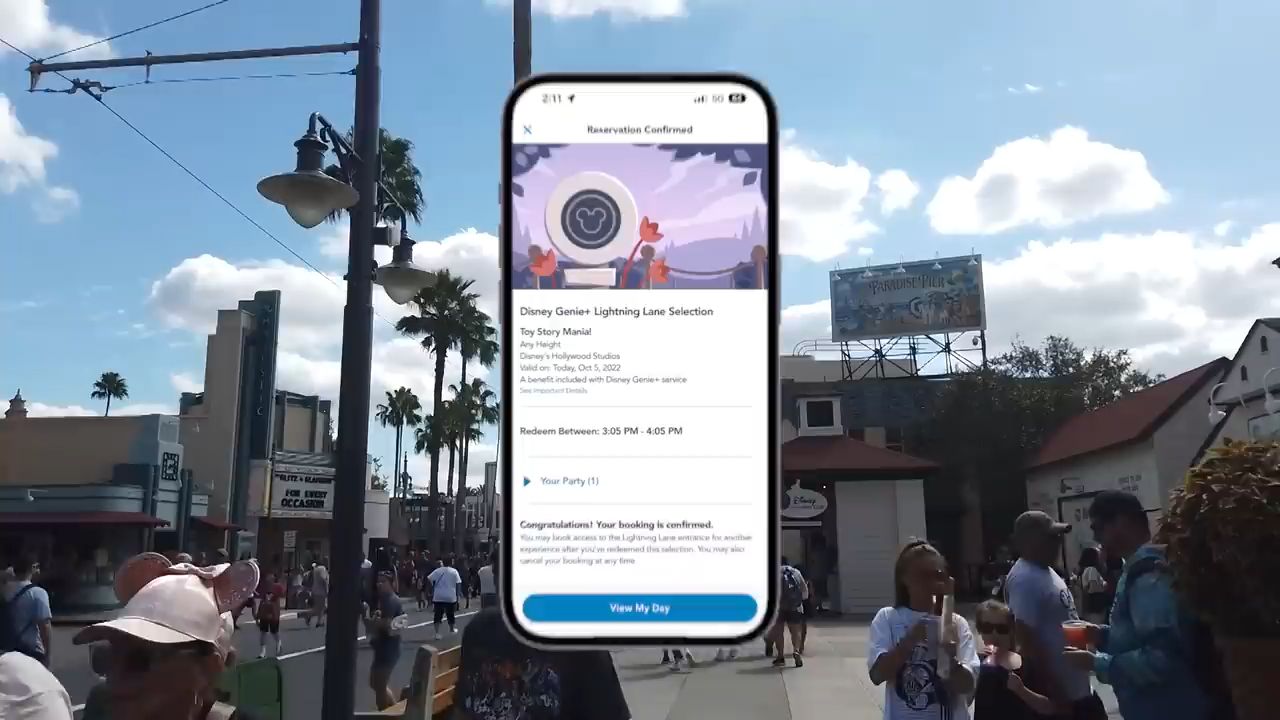 2:11
5G
Reservation Confirmed
Disney Genie+ Lightning Lane Selection
Toy Story Mania!
Any Height
Disney's Hollywood Studios
Valid on: Today, Oct 5, 2022
A benefit included with Disney Genie+ service
See Important Details
Redeem Between: 3:05 PM - 4:05 PM
Your Party (1)
Congratulations! Your booking is confirmed.
You may book access to the Lightning Lane entrance for another
experience after you've redeemed this selection. You may also
cancel your booking at any time
View My Day
PARADISE PIER
FOR EVERY
OCCASION
Disney